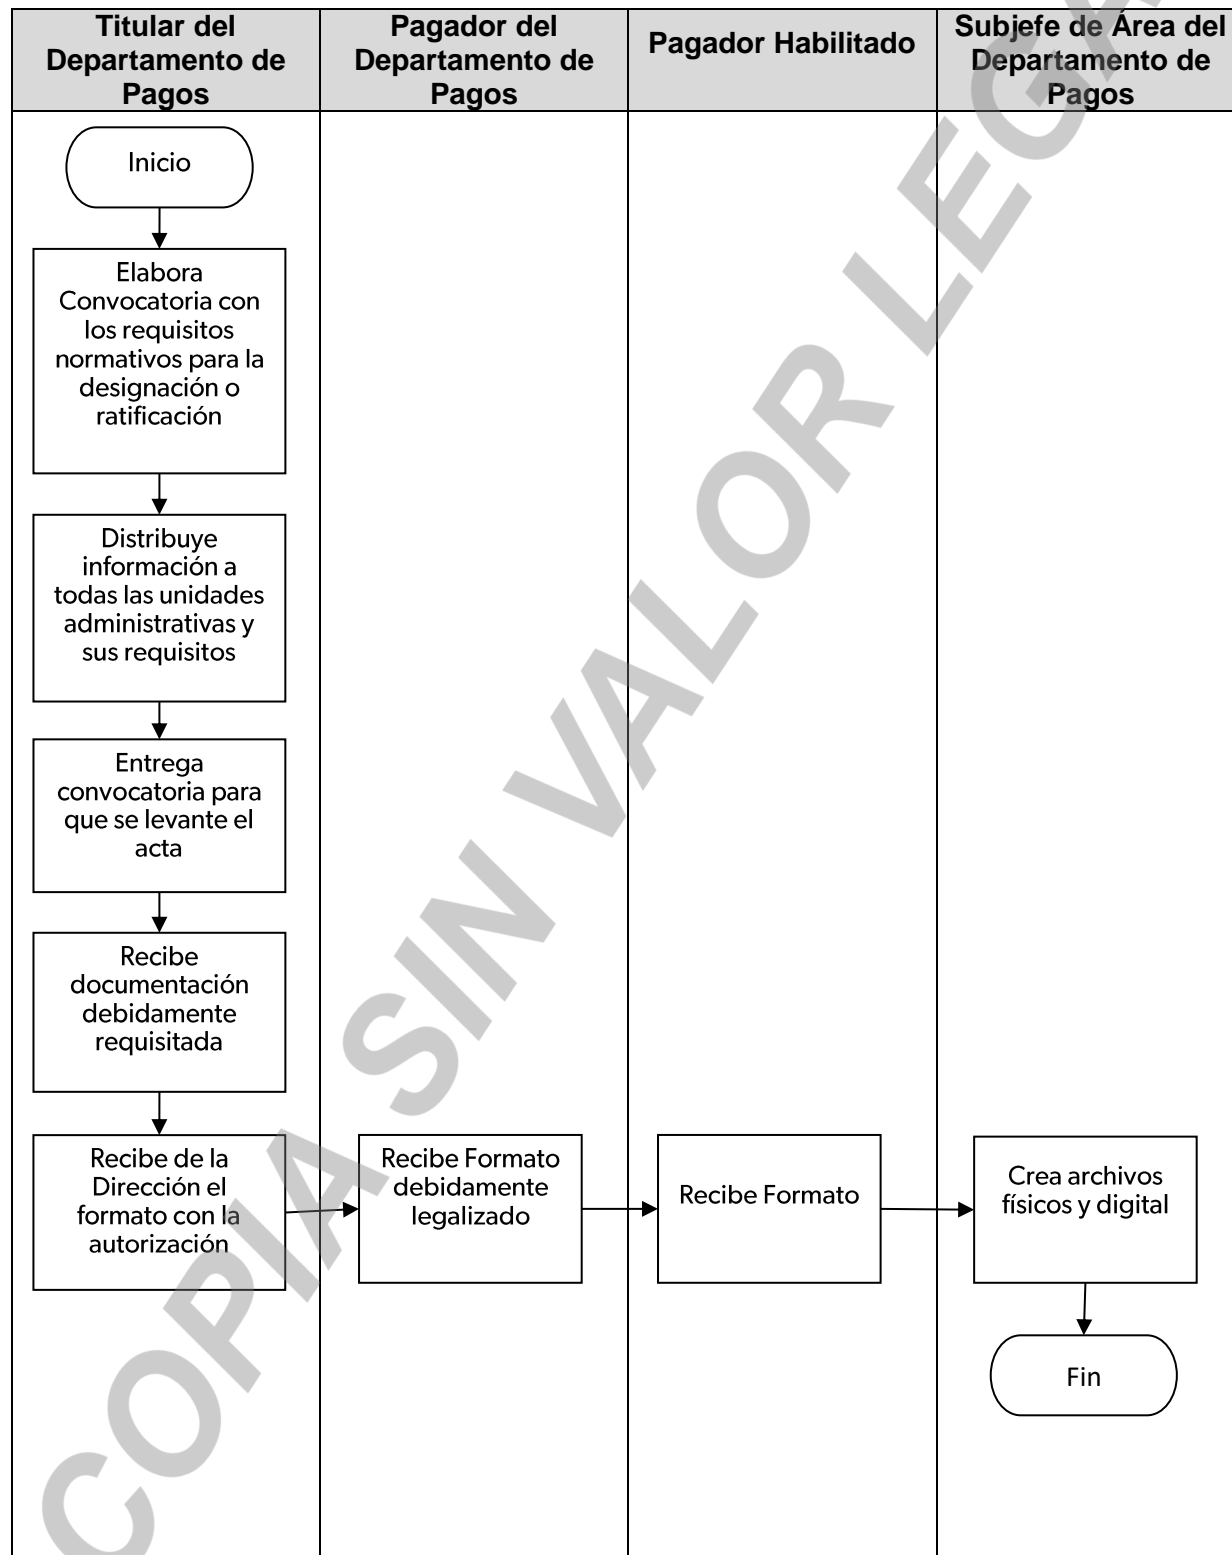 Titular del
Departamento de
Pagos
Pagador del
Departamento de
Pagos
Pagador Habilitado
Subjefe de Área del
Departamento de
Pagos
Inicio
Elabora
Convocatoria con
los requisitos
normativos para la
designación o
ratificación
Distribuye
información a
todas las unidades
administrativas y
sus requisitos
Entrega
convocatoria para
que se levante el
acta
Recibe
documentación
debidamente
requisitada
Recibe de la
Dirección el
formato con la
autorización
Recibe Formato
debidamente
legalizado
Recibe Formato
Crea archivos
físicos y digital
Fin
COPIA SIN VALOR LEGA